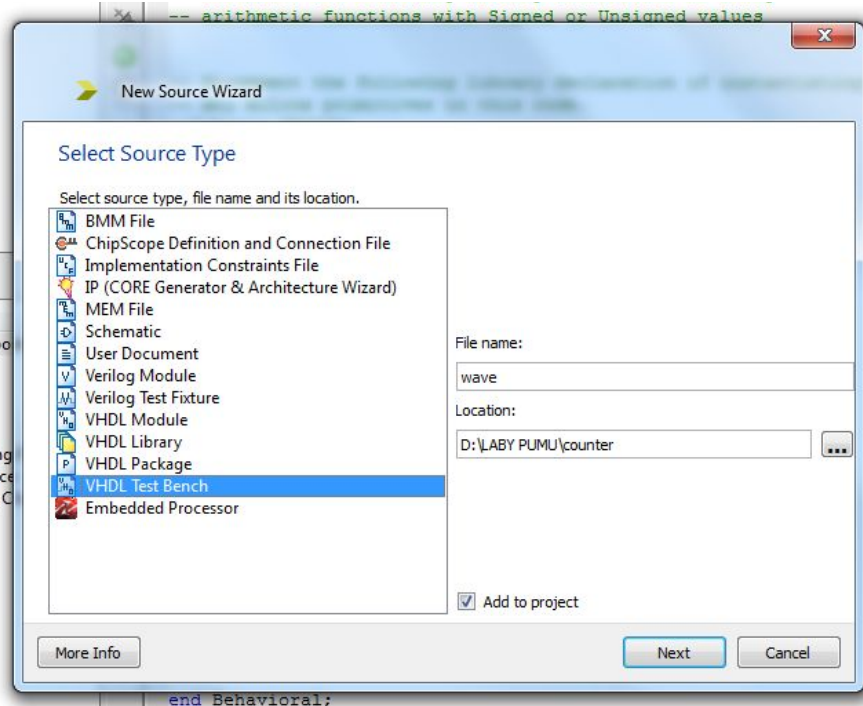 -- arithmetic functions with Signed or Unsigned values
New Source Wizard
Select Source Type
Select source type, file name and its location.
BMM File
ChipScope Definition and Connection File
Implementation Constraints File
IP (CORE Generator & Architecture Wizard)
MEM File
Schematic
User Document
Verilog Module
Verilog Test Fixture
VHDL Module
VHDL Library
VHDL Package
VHDL Test Bench
Embedded Processor
File name:
wave
Location:
D:\LABY PUMU\counter
...
Add to project
More Info
Next
Cancel
end Behavioral;